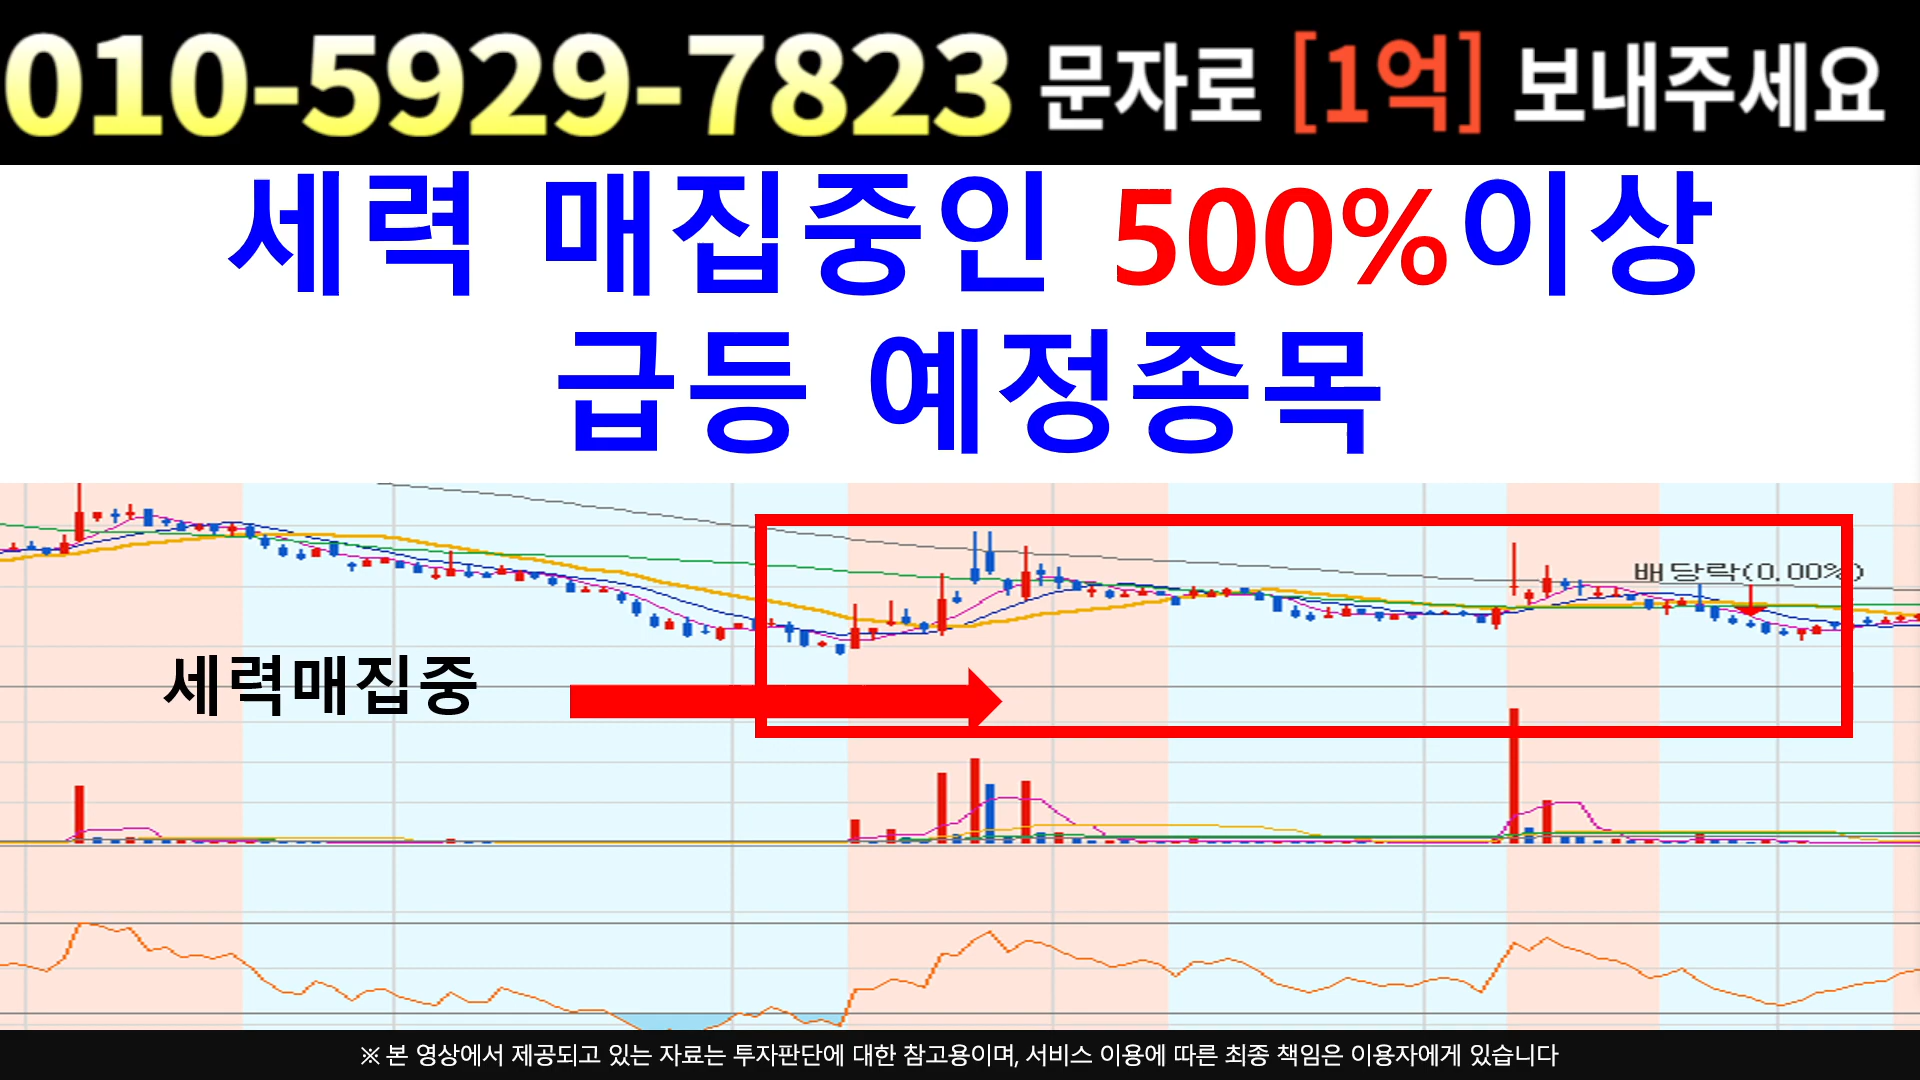 010-5929-7823 문자로 [1억] 보내주세요
세력 매집중인 500%이상
급등 예정종목
배당락(0.00%)
세력매집중
※ 본 영상에서 제공되고 있는 자료는 투자판단에 대한 참고용이며, 서비스 이용에 따른 최종 책임은 이용자에게 있습니다